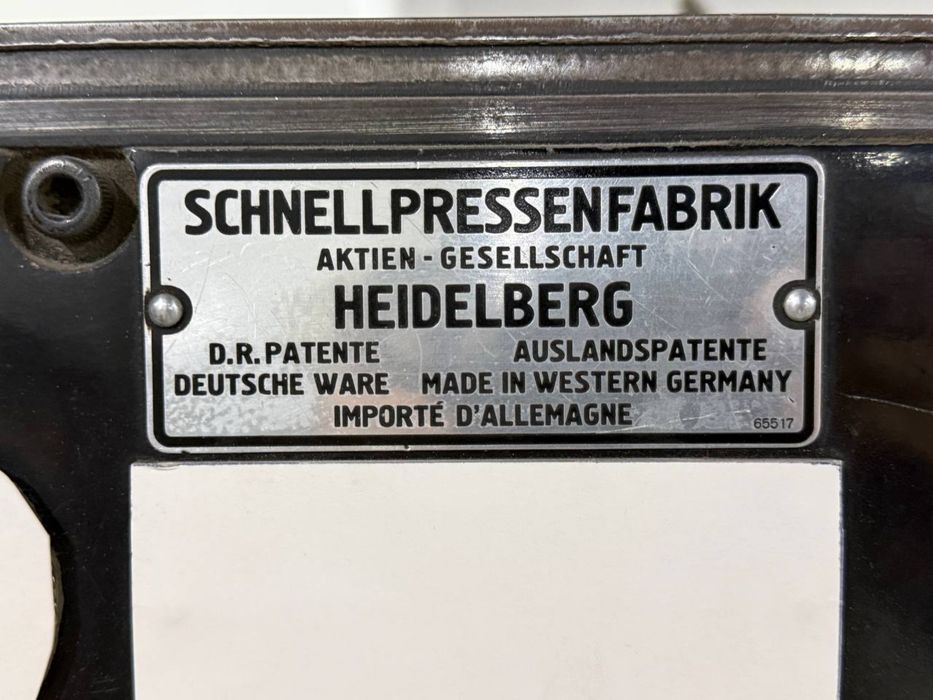 SCHNELLPRESSENFABRIK
AKTIEN - GESELLSCHAFT
HEIDELBERG
D.R. PATENTE AUSLANDSPATENTE
DEUTSCHE WARE MADE IN WESTERN GERMANY
IMPORTÉ D'ALLEMAGNE
65517